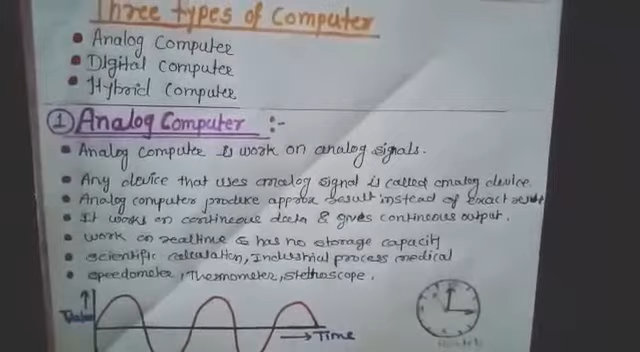 Three types of Computer
• Analog Computer
• Digital Computer
• Hybrid Computer
① Analog Computer :-
• Analog Computer is work on analog signals.
• Any device that uses analog signal is called analog device.
• Analog computer produce approx result instead of exact result
• It works on continuous data & gives continuous output.
• work on realtime & has no storage capacity
• Scientific calculation, Industrial process medical
• Speedometer, Thermometer, Stethoscope.
Time